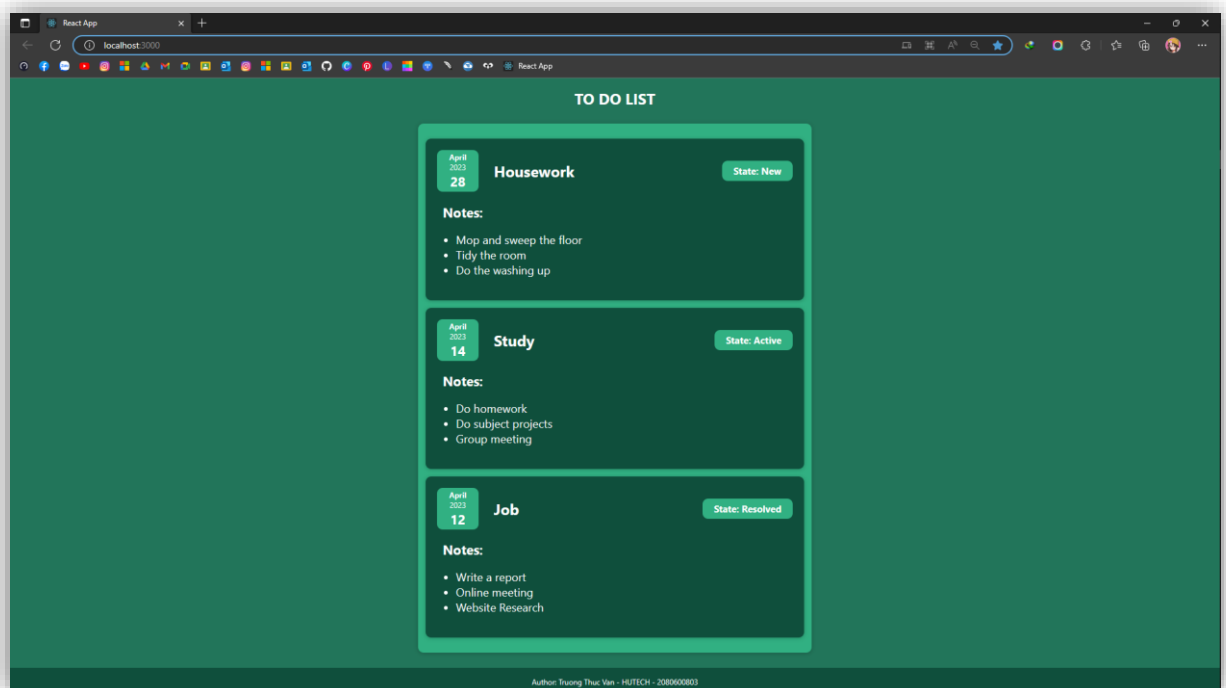 React App
localhost:3000
React App
TO DO LIST
April
2023
28
Housework
State: New
Notes:
• Mop and sweep the floor
• Tidy the room
• Do the washing up
April
2023
14
Study
State: Active
Notes:
• Do homework
• Do subject projects
• Group meeting
April
2023
12
Job
State: Resolved
Notes:
• Write a report
• Online meeting
• Website Research
Author: Truong Thuc Van - HUTECH - 2080600803